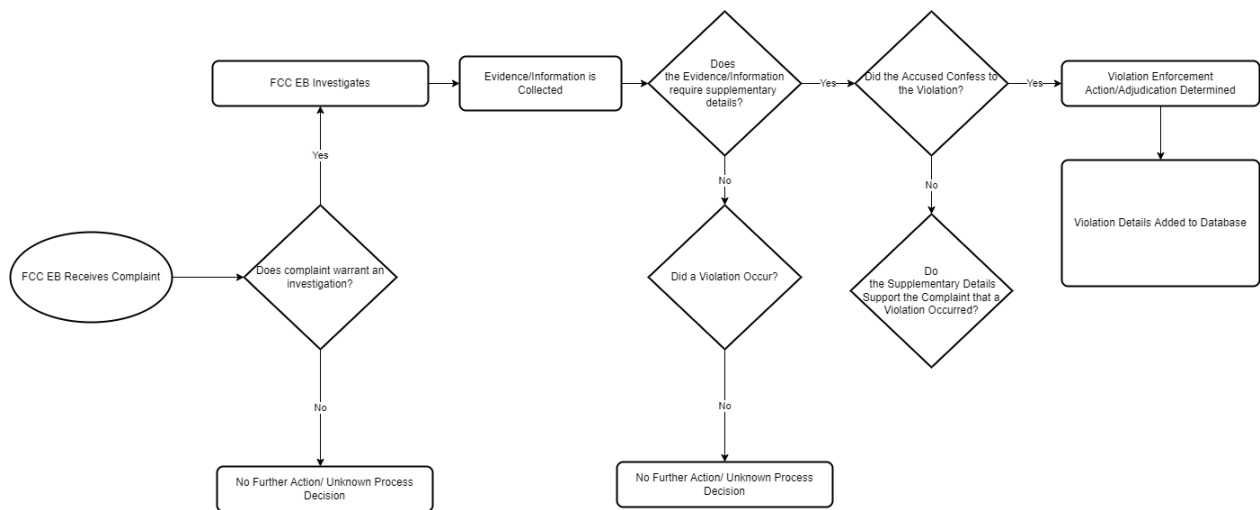 FCC EB Receives Complaint
Does complaint warrant an
investigation?
Yes
FCC EB Investigates
No
No Further Action/ Unknown Process
Decision
Evidence/Information is
Collected
Does
the Evidence/Information
require supplementary
details?
No
Did a Violation Occur?
No
No Further Action/ Unknown Process
Decision
Yes
Did the Accused Confess to
the Violation?
No
Do
the Supplementary Details
Support the Complaint that a
Violation Occurred?
Yes
Violation Enforcement
Action/Adjudication Determined
Violation Details Added to Database